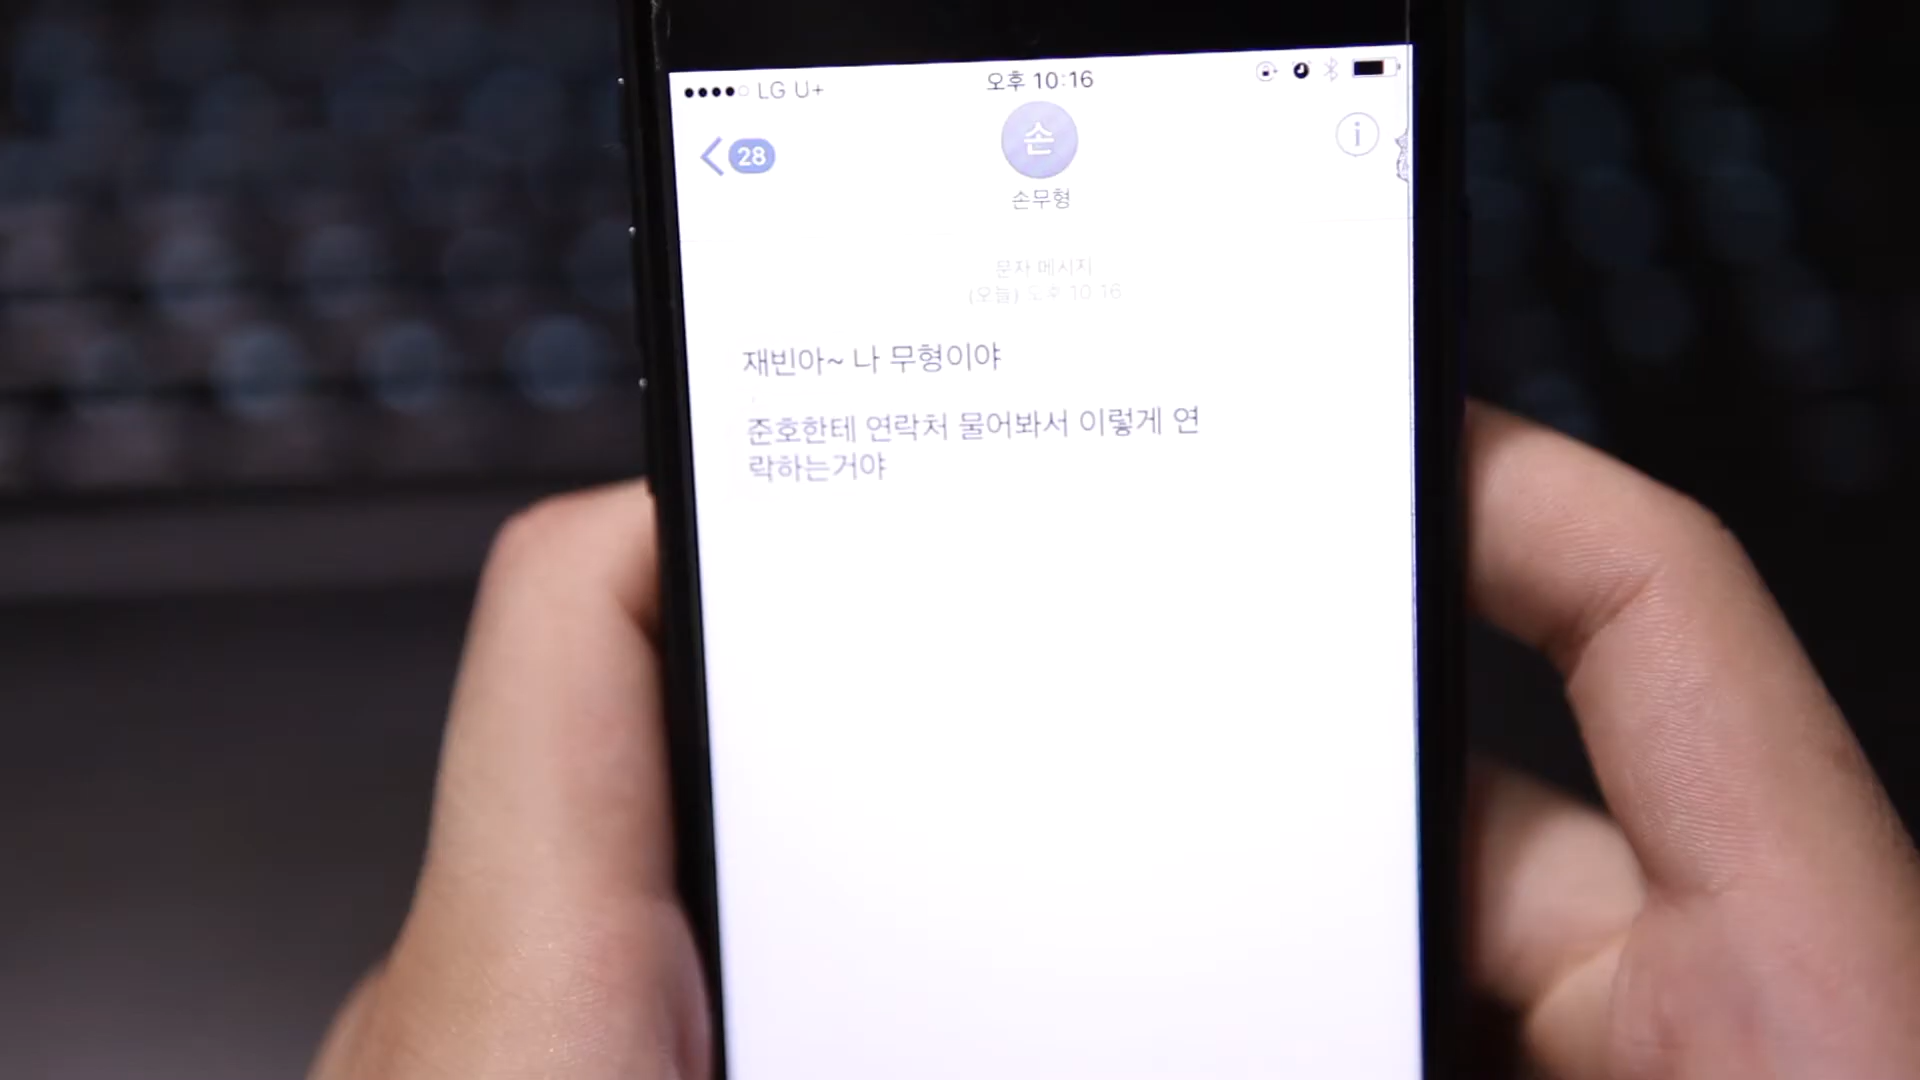 LG U+ 오후 10:16
28
손
손무형
문자 메시지
(오늘) 오후 10:16
재빈아~ 나 무형이야
준호한테 연락처 물어봐서 이렇게 연
락하는거야